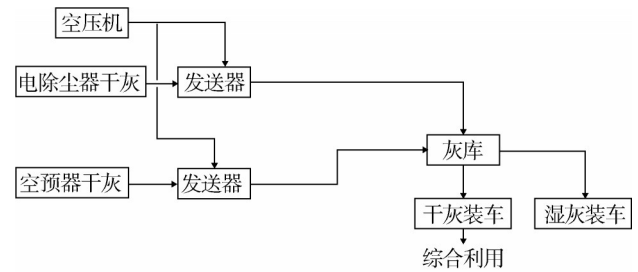 空压机
电除尘器干灰
发送器
灰库
空预器干灰
发送器
干灰装车
湿灰装车
综合利用